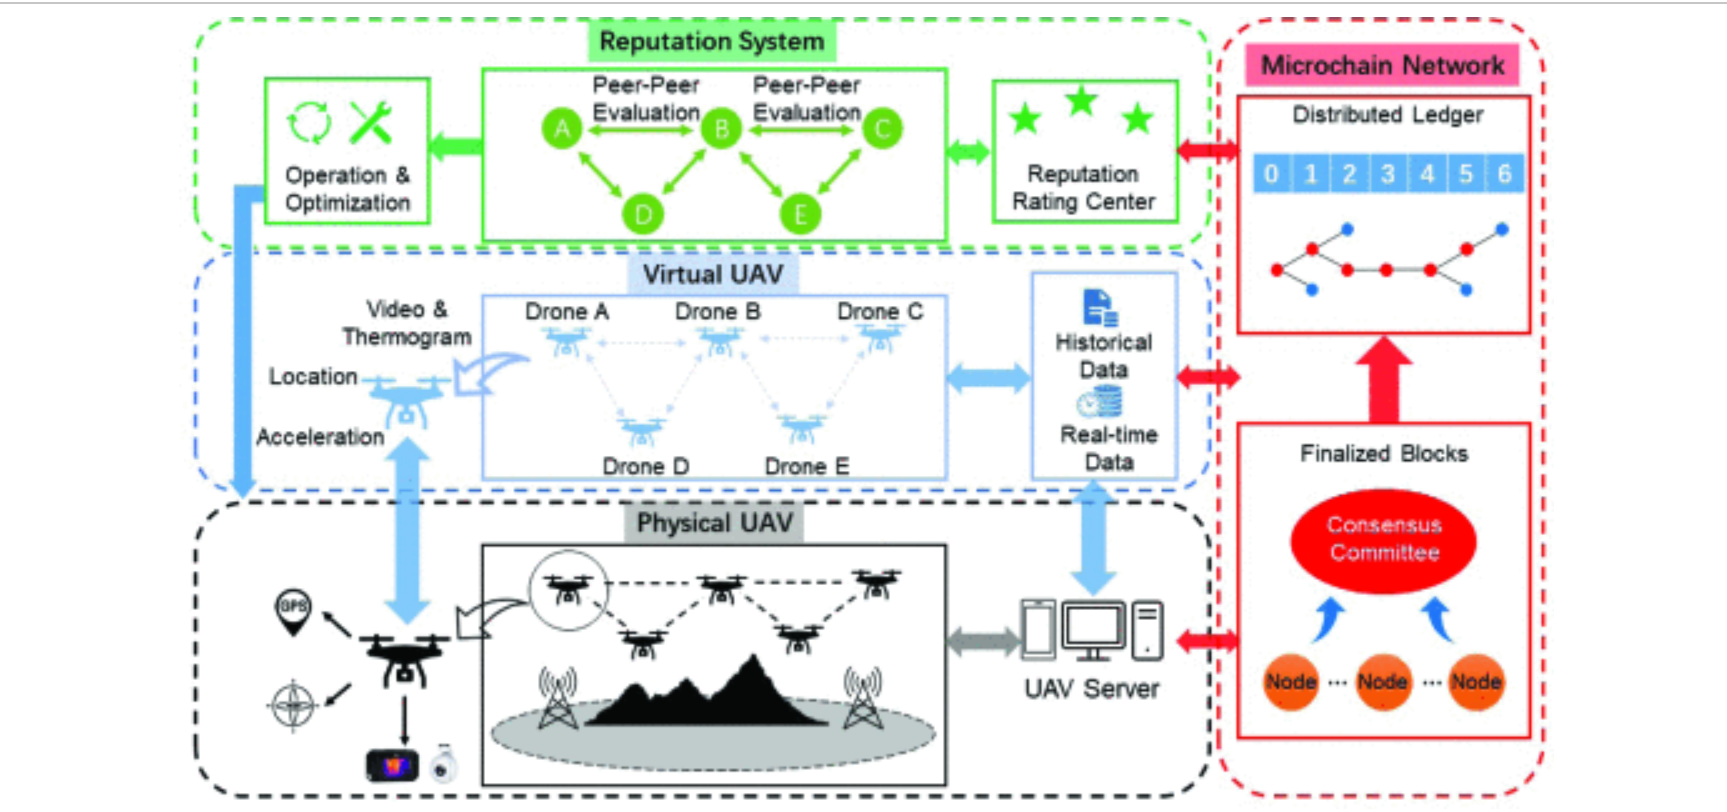 Reputation System
Peer-Peer
Evaluation
Peer-Peer
Evaluation
A
B
C
D
E
Operation &
Optimization
Reputation
Rating Center
Microchain Network
Distributed Ledger
0 1 2 3 4 5 6
Virtual UAV
Video &
Thermogram
Location
Acceleration
Drone A
Drone B
Drone C
Drone D
Drone E
Historical
Data
Real-time
Data
Finalized Blocks
Consensus
Committee
Node ··· Node ··· Node
Physical UAV
GPS
UAV Server